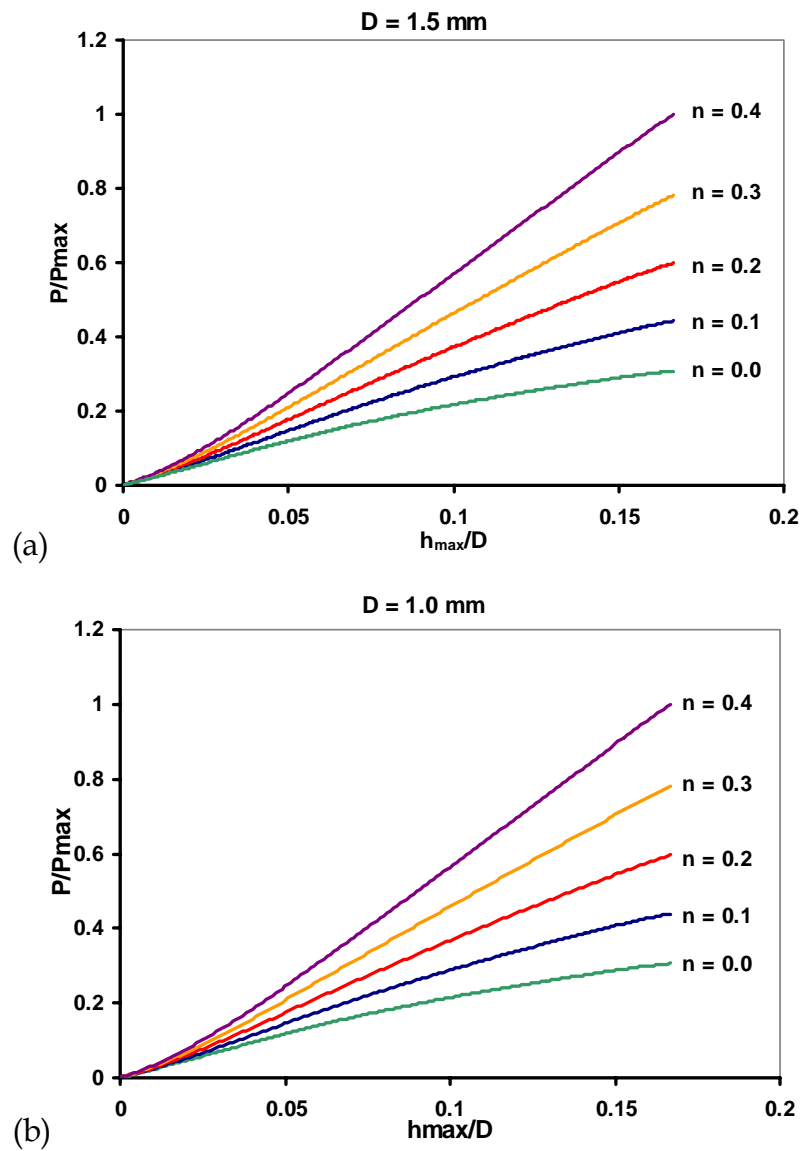 D = 1.5 mm
1.2
1
0.8
0.6
0.4
0.2
0
P/Pmax
n = 0.4
n = 0.3
n = 0.2
n = 0.1
n = 0.0
0 0.05 0.1 0.15 0.2
hmax/D
(a)
D = 1.0 mm
1.2
1
0.8
0.6
0.4
0.2
0
P/Pmax
n = 0.4
n = 0.3
n = 0.2
n = 0.1
n = 0.0
0 0.05 0.1 0.15 0.2
hmax/D
(b)